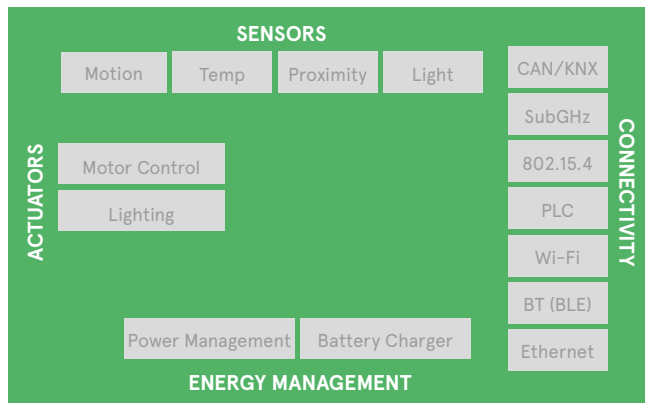 SENSORS
Motion
Temp
Proximity
Light
ACTUATORS
Motor Control
Lighting
CONNECTIVITY
CAN/KNX
SubGHz
802.15.4
PLC
Wi-Fi
BT (BLE)
Ethernet
Power Management
Battery Charger
ENERGY MANAGEMENT